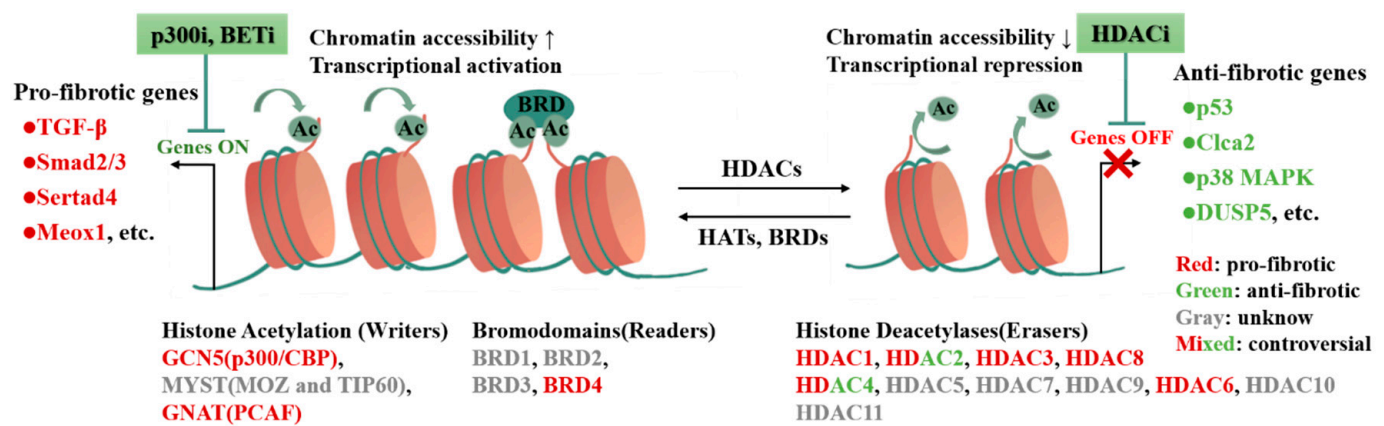 p300i, BETi
Chromatin accessibility ↑
Transcriptional activation
Pro-fibrotic genes
●TGF-β
●Smad2/3
●Sertad4
●Meox1, etc.
Genes ON
Ac
Ac
BRD
Ac Ac
HDACs
HATs, BRDs
Chromatin accessibility ↓
Transcriptional repression
HDACi
Ac
Ac
Genes OFF
Anti-fibrotic genes
●p53
●Clca2
●p38 MAPK
●DUSP5, etc.
Red: pro-fibrotic
Green: anti-fibrotic
Gray: unknow
Mixed: controversial
Histone Acetylation (Writers)
GCN5(p300/CBP),
MYST(MOZ and TIP60),
GNAT(PCAF)
Bromodomains(Readers)
BRD1, BRD2,
BRD3, BRD4
Histone Deacetylases(Erasers)
HDAC1, HDAC2, HDAC3, HDAC8
HDAC4, HDAC5, HDAC7, HDAC9, HDAC6, HDAC10
HDAC11